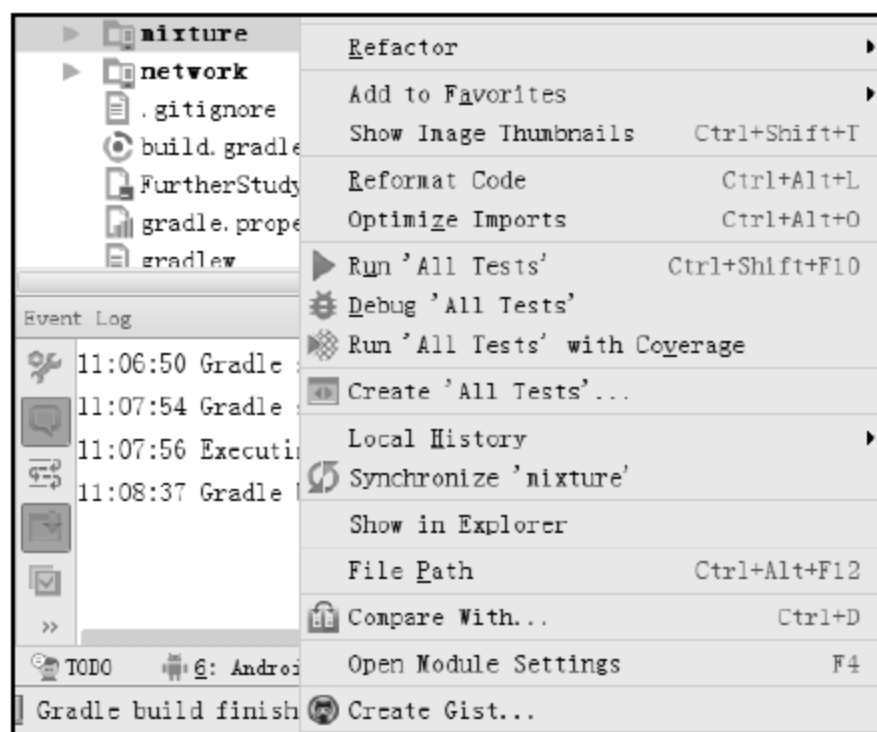 mixture
network
.gitignore
build.gradle
FurtherStudy
gradle.prope
gradlew
Event Log
11:06:50 Gradle
11:07:54 Gradle
11:07:56 Executi
11:08:37 Gradle
TODO
6: Androi
Gradle build finish
Refactor
Add to Favorites
Show Image Thumbnails Ctrl+Shift+T
Reformat Code Ctrl+Alt+L
Optimize Imports Ctrl+Alt+O
Run 'All Tests' Ctrl+Shift+F10
Debug 'All Tests'
Run 'All Tests' with Coverage
Create 'All Tests'...
Local History
Synchronize 'mixture'
Show in Explorer
File Path Ctrl+Alt+F12
Compare With... Ctrl+D
Open Module Settings F4
Create Gist...